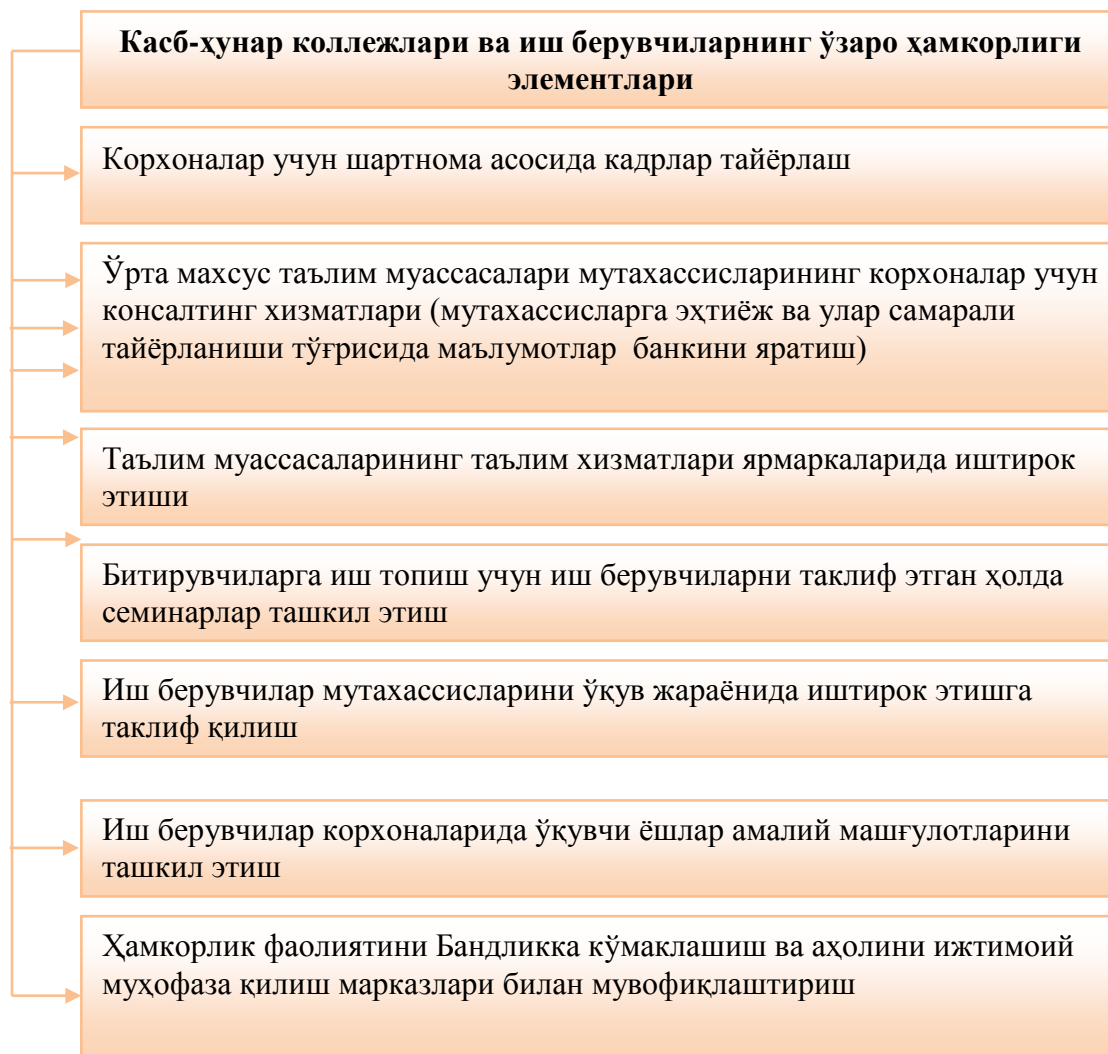 Касб-ҳунар коллежлари ва иш берувчиларнинг ўзаро ҳамкорлиги
элементлари
Корхоналар учун шартнома асосида кадрлар тайёрлаш
Ўрта махсус таълим муассасалари мутахассисларининг корхоналар учун
консалтинг хизматлари (мутахассисларга эҳтиёж ва улар самарали
тайёрланиши тўғрисида маълумотлар банкини яратиш)
Таълим муассасаларининг таълим хизматлари ярмаркаларида иштирок
этиши
Битирувчиларга иш топиш учун иш берувчиларни таклиф этган ҳолда
семинарлар ташкил этиш
Иш берувчилар мутахассисларини ўқув жараёнида иштирок этишга
таклиф қилиш
Иш берувчилар корхоналарида ўқувчи ёшлар амалий машғулотларини
ташкил этиш
Ҳамкорлик фаолиятини Бандликка кўмаклашиш ва аҳолини ижтимоий
муҳофаза қилиш марказлари билан мувофиқлаштириш